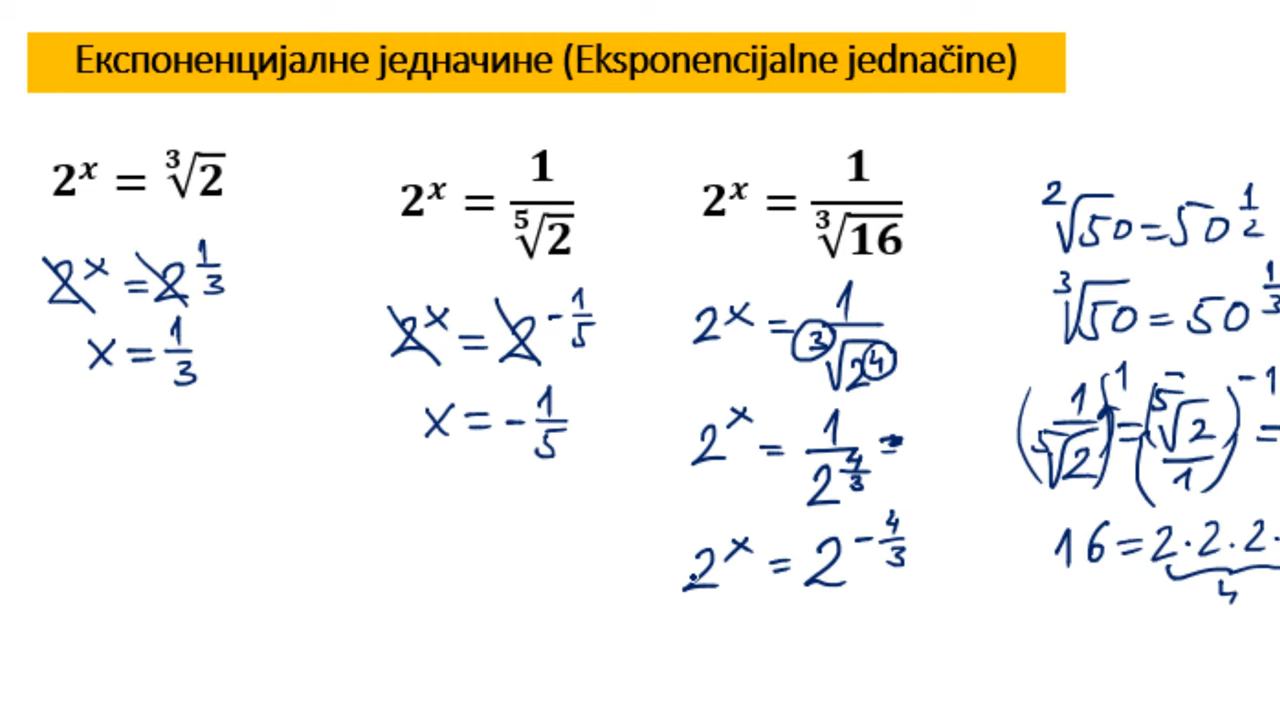 Експоненцијалне једначине (Eksponencijalne jednačine)
2^x = ∛2
2^x = 2^(1/3)
x = 1/3
2^x = 1/⁵√2
2^x = 2^(-1/5)
x = -1/5
2^x = 1/∛16
2^x = 1/∛(2^4)
2^x = 1/2^(4/3) =
2^x = 2^(-4/3)
²√50 = 50^(1/2)
∛50 = 50^(1/3)
(1/⁵√2)^1 = (⁵√2/1)^(-1) =
16 = 2·2·2·
4